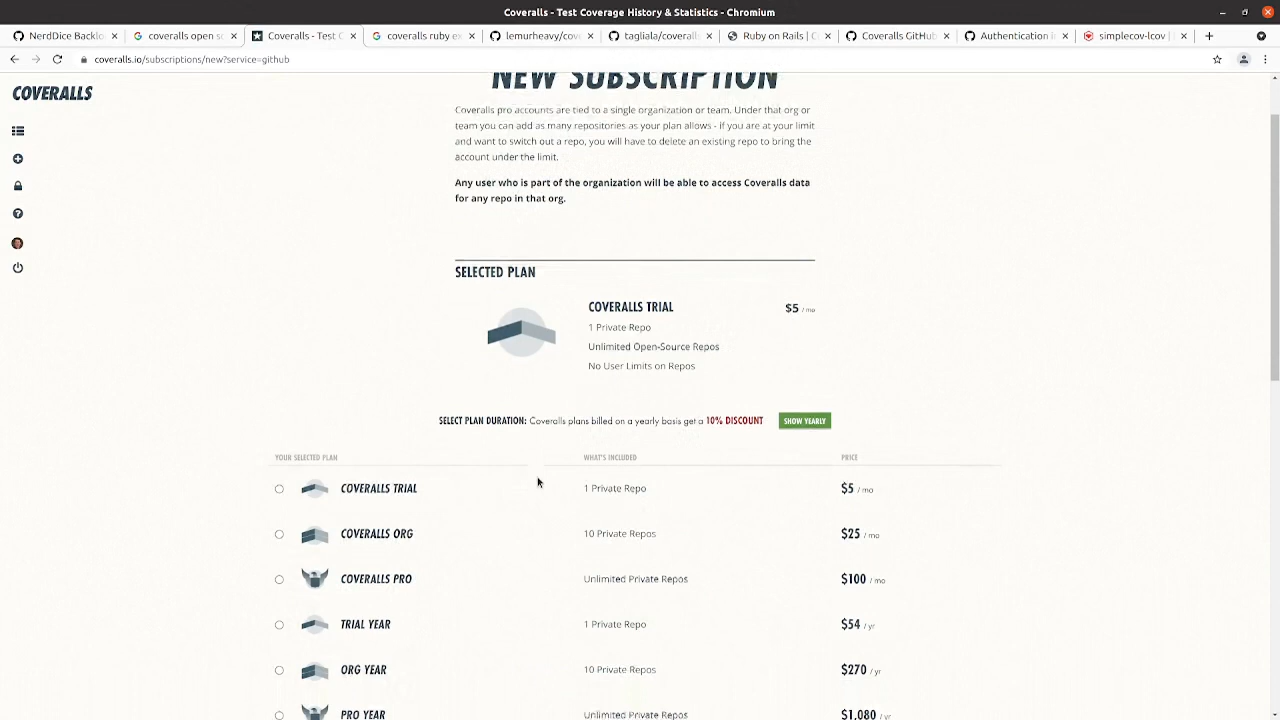 Coveralls - Test Coverage History & Statistics - Chromium
NerdDice Backlo
coveralls open so
Coveralls - Test C
coveralls ruby ex
lemurheavy/cove
tagliala/coveralls
Ruby on Rails | C
Coveralls GitHub
Authentication in
simplecov-lcov |
coveralls.io/subscriptions/new?service=github
COVERALLS
NEW SUBSCRIPTION
Coveralls pro accounts are tied to a single organization or team. Under that org or
team you can add as many repositories as your plan allows - if you are at your limit
and want to switch out a repo, you will have to delete an existing repo to bring the
account under the limit.
Any user who is part of the organization will be able to access Coveralls data
for any repo in that org.
SELECTED PLAN
COVERALLS TRIAL $5 / mo
1 Private Repo
Unlimited Open-Source Repos
No User Limits on Repos
SELECT PLAN DURATION: Coveralls plans billed on a yearly basis get a 10% DISCOUNT SHOW YEARLY
YOUR SELECTED PLAN WHAT'S INCLUDED PRICE
COVERALLS TRIAL 1 Private Repo $5 / mo
COVERALLS ORG 10 Private Repos $25 / mo
COVERALLS PRO Unlimited Private Repos $100 / mo
TRIAL YEAR 1 Private Repo $54 / yr
ORG YEAR 10 Private Repos $270 / yr
PRO YEAR Unlimited Private Repos $1,080 / yr